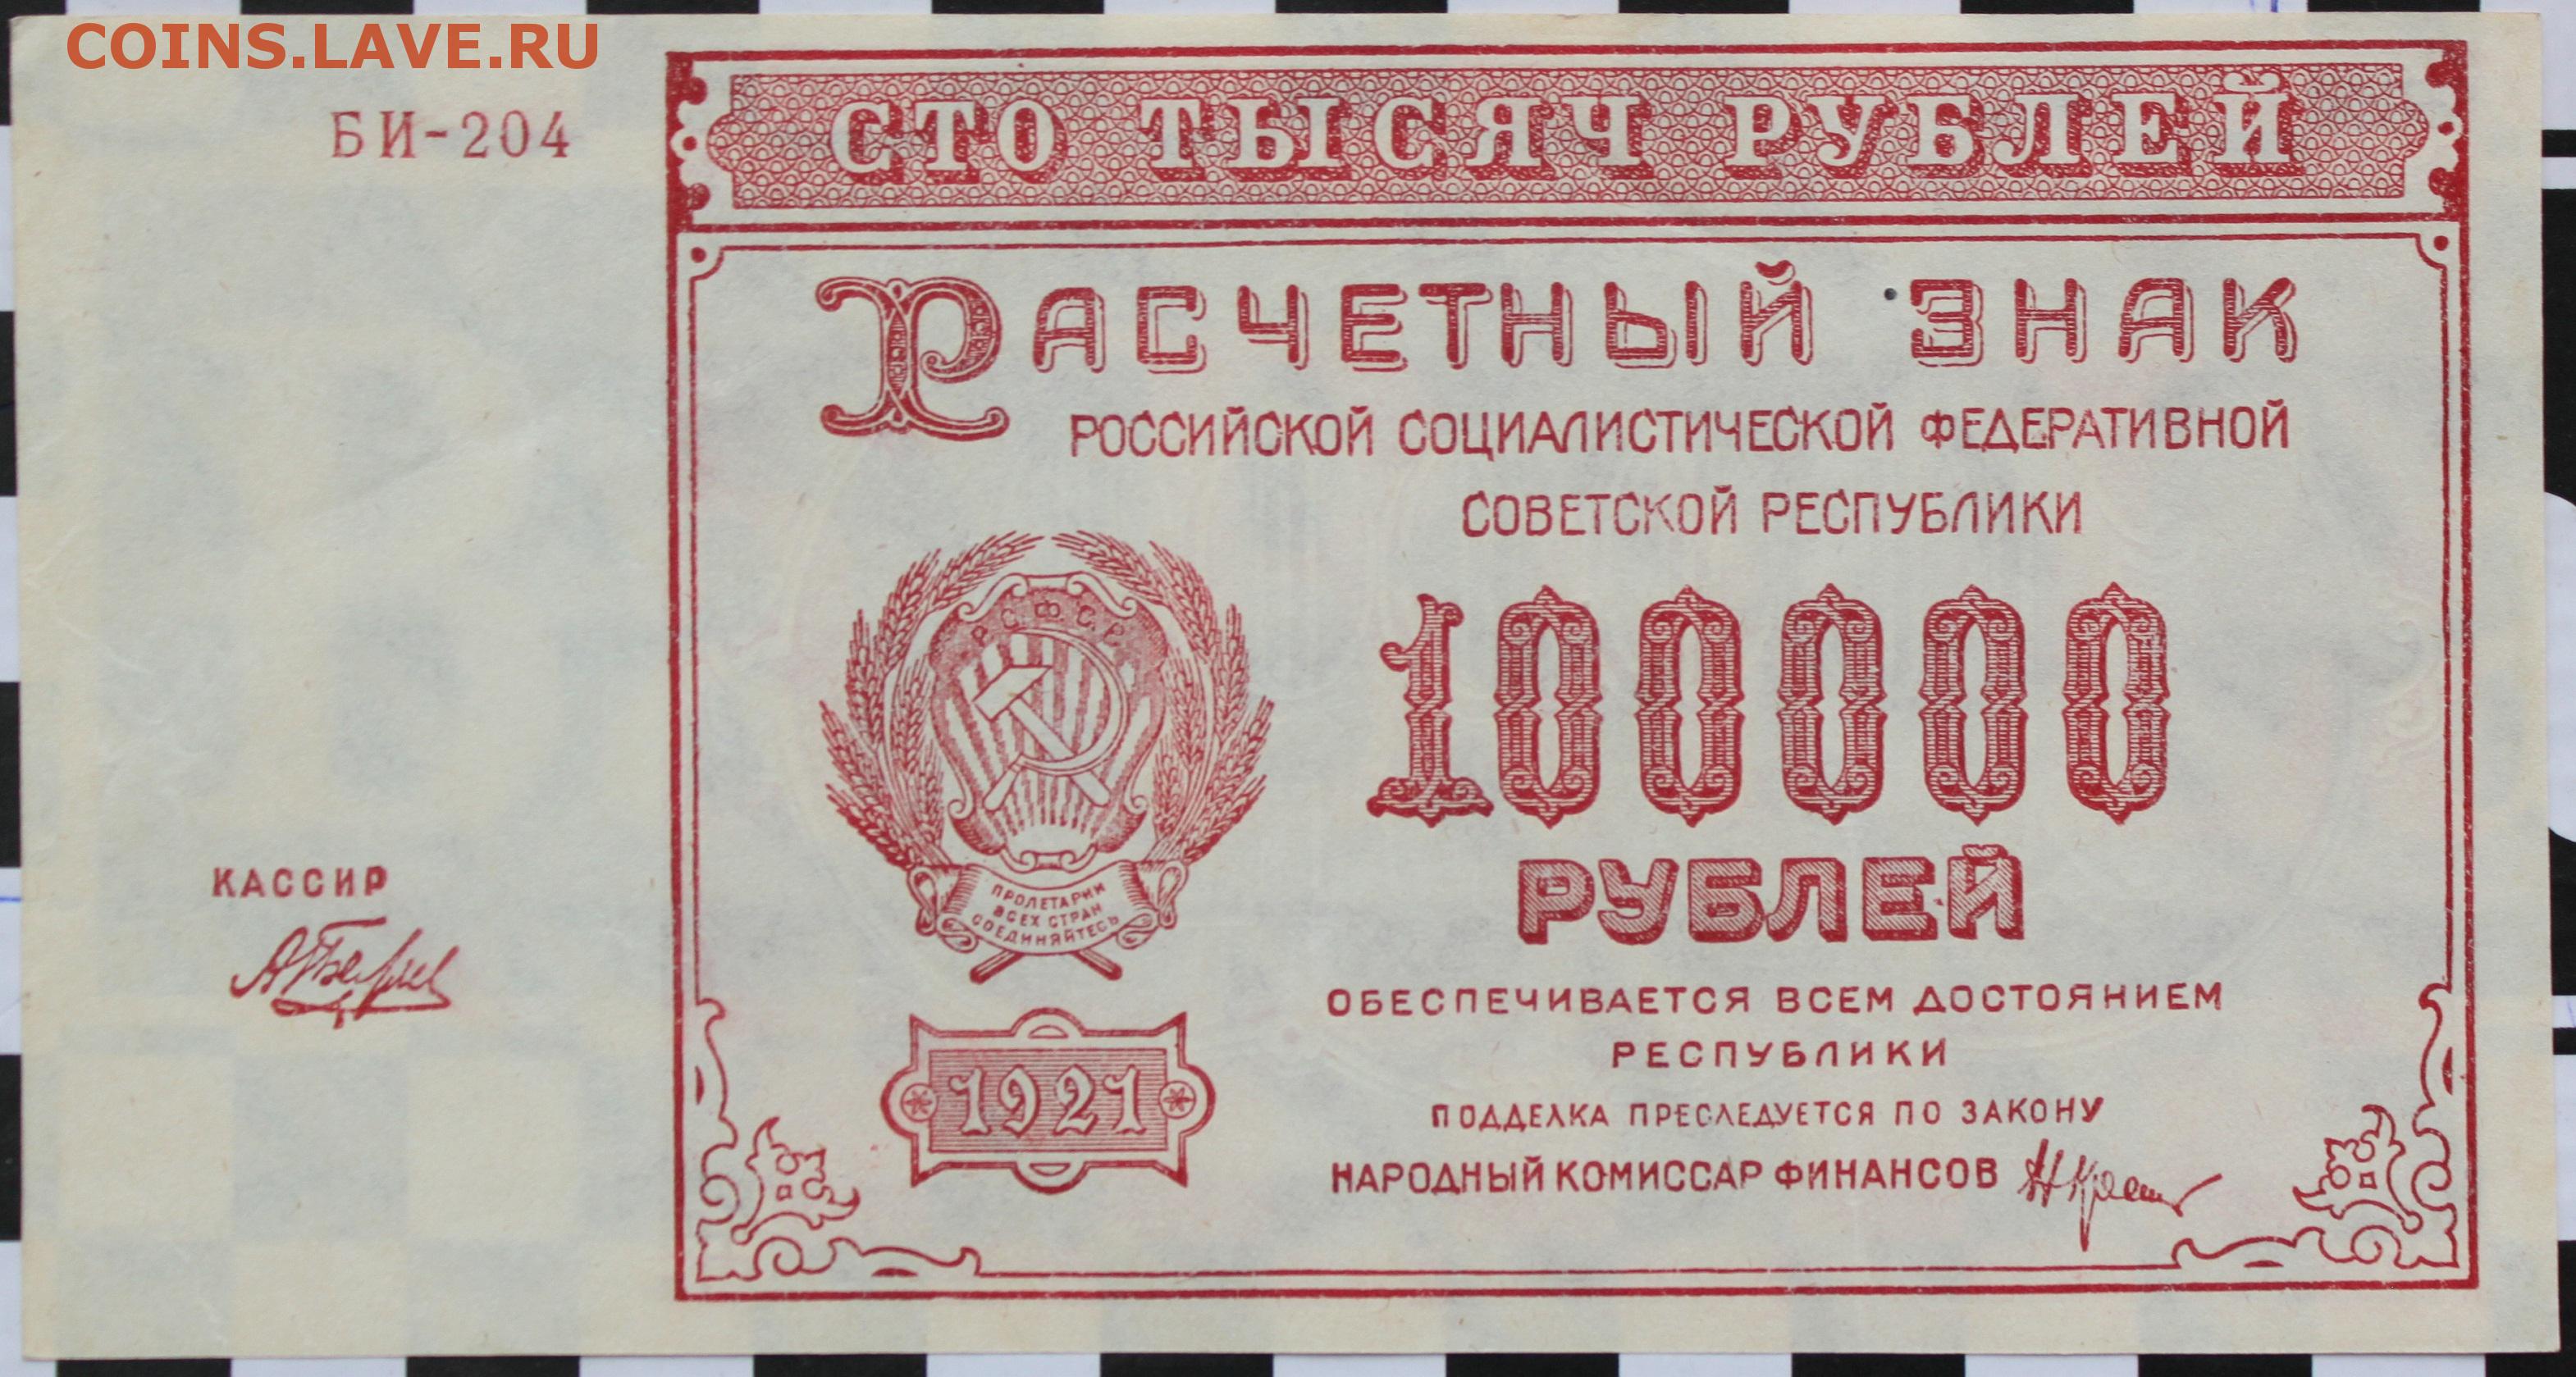 COINS.LAVE.RU
БИ-204
СТО ТЫСЯЧ РУБЛЕЙ
РАСЧЕТНЫЙ ЗНАК
РОССИЙСКОЙ СОЦИАЛИСТИЧЕСКОЙ ФЕДЕРАТИВНОЙ
СОВЕТСКОЙ РЕСПУБЛИКИ
РСФСР
100000
РУБЛЕЙ
КАССИР
ПРОЛЕТАРИИ
ВСЕХ СТРАН
СОЕДИНЯЙТЕСЬ
ОБЕСПЕЧИВАЕТСЯ ВСЕМ ДОСТОЯНИЕМ
РЕСПУБЛИКИ
1921
ПОДДЕЛКА ПРЕСЛЕДУЕТСЯ ПО ЗАКОНУ
НАРОДНЫЙ КОМИССАР ФИНАНСОВ